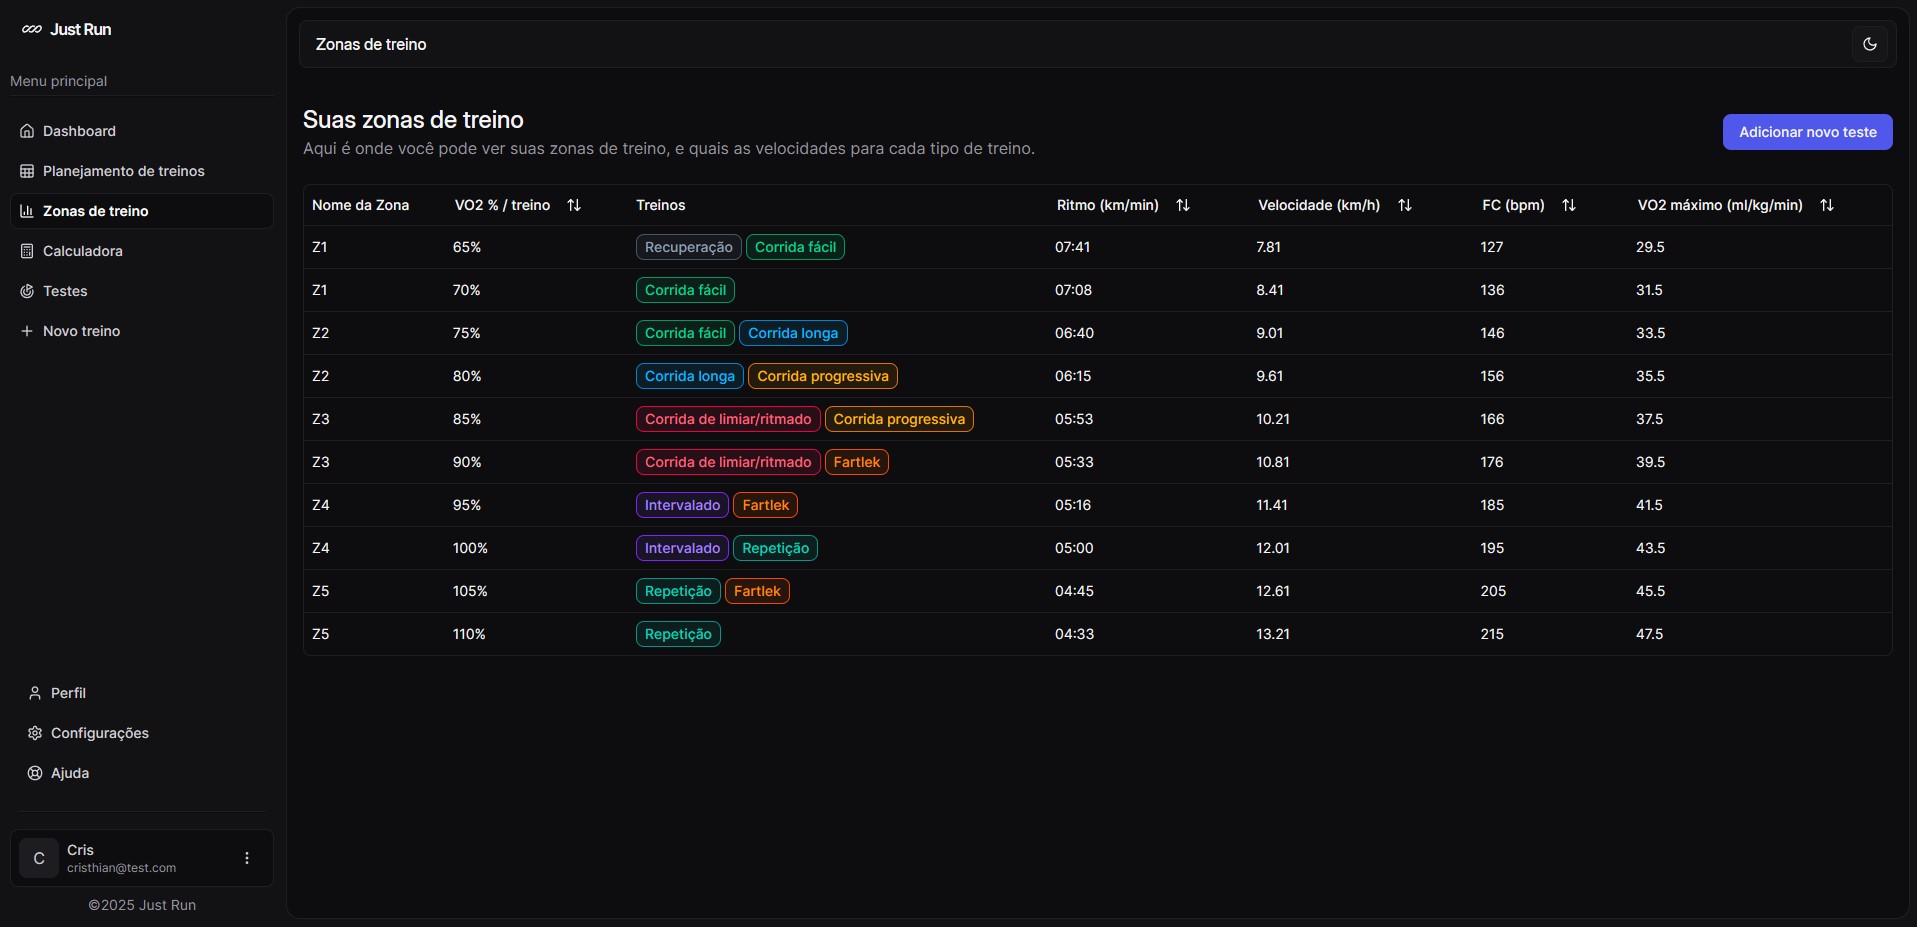 Just Run
Menu principal
Dashboard
Planejamento de treinos
Zonas de treino
Calculadora
Testes
Novo treino
Perfil
Configurações
Ajuda
C
Cris
cristhian@test.com
©2025 Just Run
Zonas de treino
Suas zonas de treino
Aqui é onde você pode ver suas zonas de treino, e quais as velocidades para cada tipo de treino.
Adicionar novo teste
Nome da Zona VO2 % / treino Treinos Ritmo (km/min) Velocidade (km/h) FC (bpm) VO2 máximo (ml/kg/min)
Z1 65% Recuperação Corrida fácil 07:41 7.81 127 29.5
Z1 70% Corrida fácil 07:08 8.41 136 31.5
Z2 75% Corrida fácil Corrida longa 06:40 9.01 146 33.5
Z2 80% Corrida longa Corrida progressiva 06:15 9.61 156 35.5
Z3 85% Corrida de limiar/ritmado Corrida progressiva 05:53 10.21 166 37.5
Z3 90% Corrida de limiar/ritmado Fartlek 05:33 10.81 176 39.5
Z4 95% Intervalado Fartlek 05:16 11.41 185 41.5
Z4 100% Intervalado Repetição 05:00 12.01 195 43.5
Z5 105% Repetição Fartlek 04:45 12.61 205 45.5
Z5 110% Repetição 04:33 13.21 215 47.5